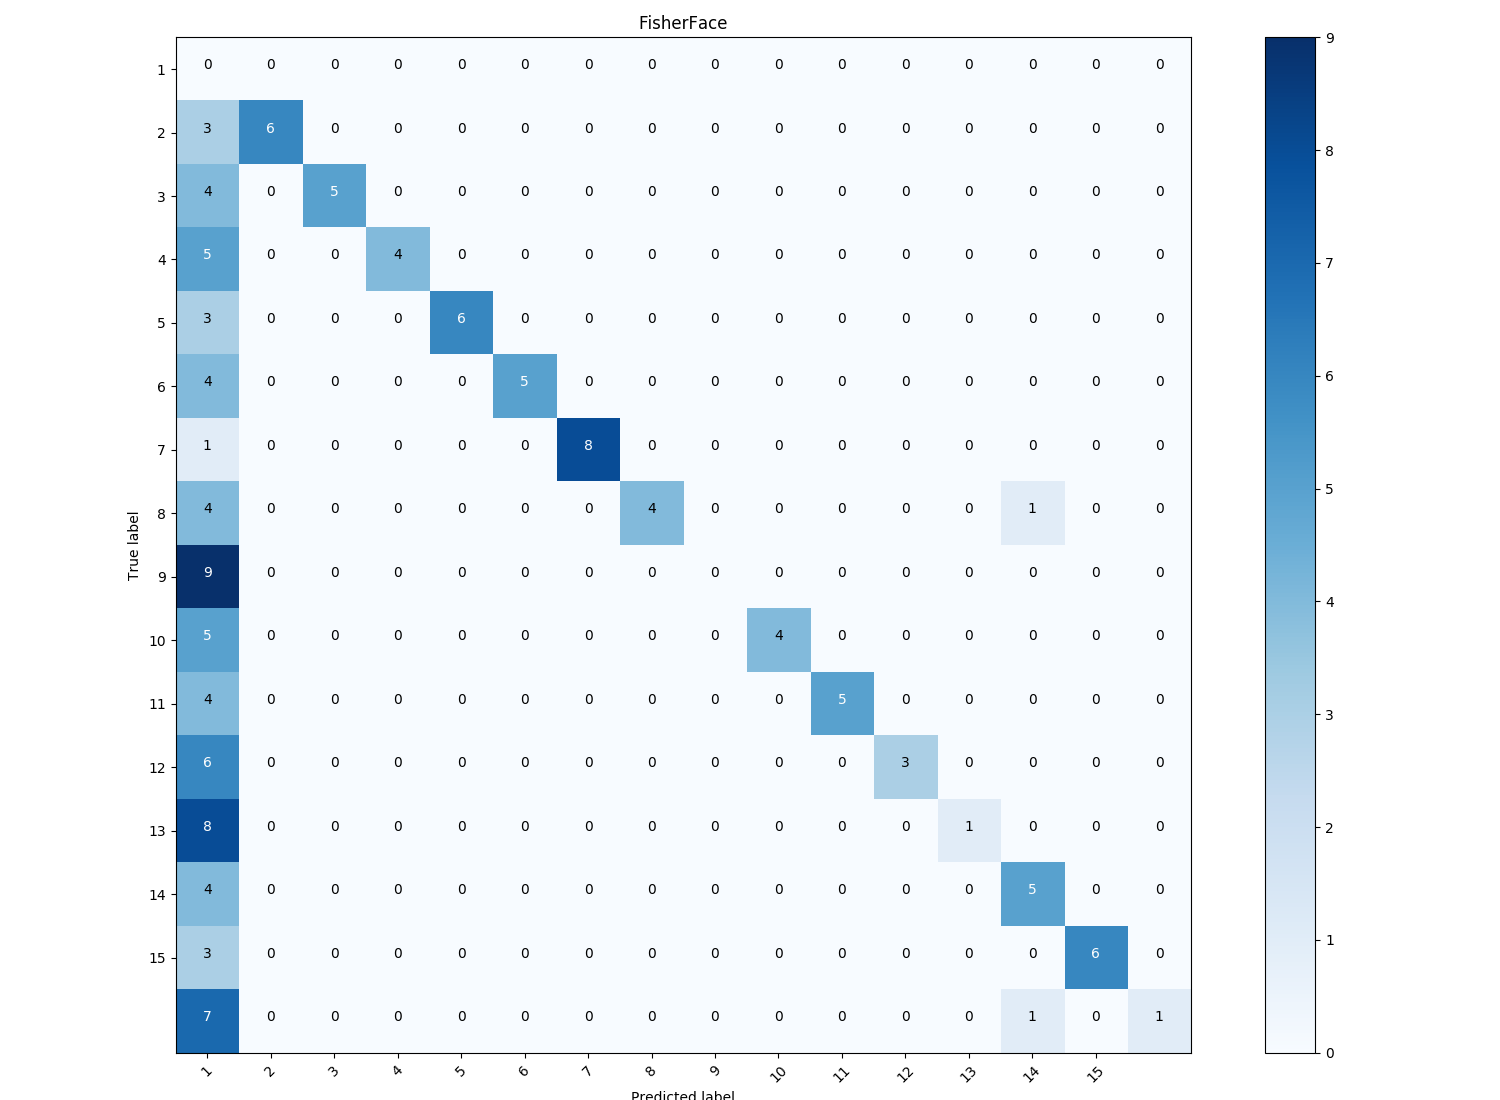 FisherFace
1 0 0 0 0 0 0 0 0 0 0 0 0 0 0 0 0
2 3 6 0 0 0 0 0 0 0 0 0 0 0 0 0 0
3 4 0 5 0 0 0 0 0 0 0 0 0 0 0 0 0
4 5 0 0 4 0 0 0 0 0 0 0 0 0 0 0 0
5 3 0 0 0 6 0 0 0 0 0 0 0 0 0 0 0
6 4 0 0 0 0 5 0 0 0 0 0 0 0 0 0 0
7 1 0 0 0 0 0 8 0 0 0 0 0 0 0 0 0
8 4 0 0 0 0 0 0 4 0 0 0 0 0 1 0 0
9 9 0 0 0 0 0 0 0 0 0 0 0 0 0 0 0
10 5 0 0 0 0 0 0 0 0 4 0 0 0 0 0 0
11 4 0 0 0 0 0 0 0 0 0 5 0 0 0 0 0
12 6 0 0 0 0 0 0 0 0 0 0 3 0 0 0 0
13 8 0 0 0 0 0 0 0 0 0 0 0 1 0 0 0
14 4 0 0 0 0 0 0 0 0 0 0 0 0 5 0 0
15 3 0 0 0 0 0 0 0 0 0 0 0 0 0 6 0
7 0 0 0 0 0 0 0 0 0 0 0 0 1 0 1
1 2 3 4 5 6 7 8 9 10 11 12 13 14 15
True label
Predicted label
9
8
7
6
5
4
3
2
1
0